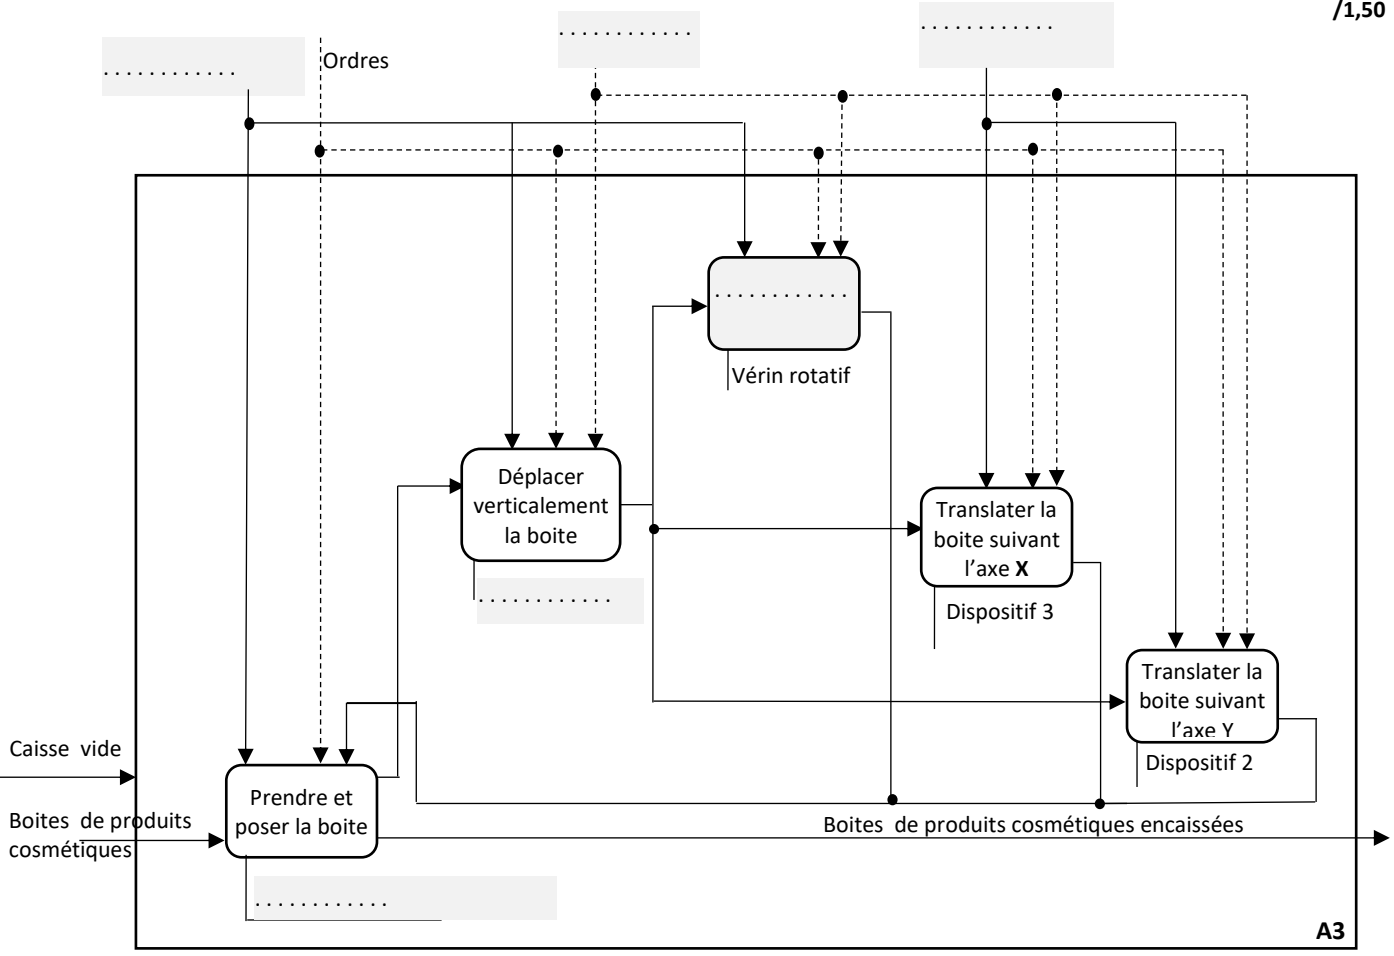 /1,50
. . . . . . . . . . . .
. . . . . . . . . . . .
. . . . . . . . . . . .
Ordres
. . . . . . . . . . . .
Vérin rotatif
Déplacer
verticalement
la boite
. . . . . . . . . . . .
Translater la
boite suivant
l'axe X
Dispositif 3
Translater la
boite suivant
l'axe Y
Dispositif 2
Caisse vide
Prendre et
poser la boite
Boites de produits
cosmétiques
Boites de produits cosmétiques encaissées
. . . . . . . . . . . .
A3